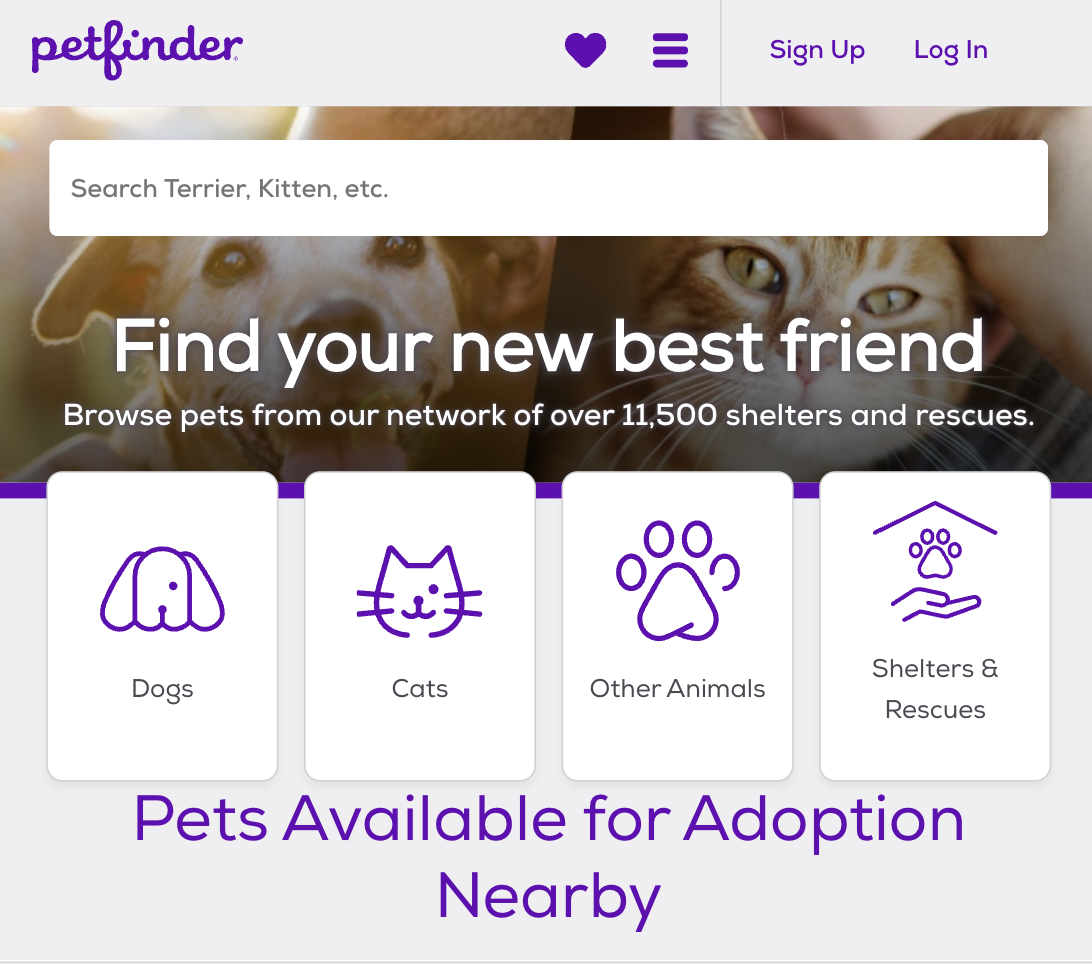 petfinder
Sign Up
Log In
Search Terrier, Kitten, etc.
Find your new best friend
Browse pets from our network of over 11,500 shelters and rescues.
Dogs
Cats
Other Animals
Shelters &
Rescues
Pets Available for Adoption
Nearby